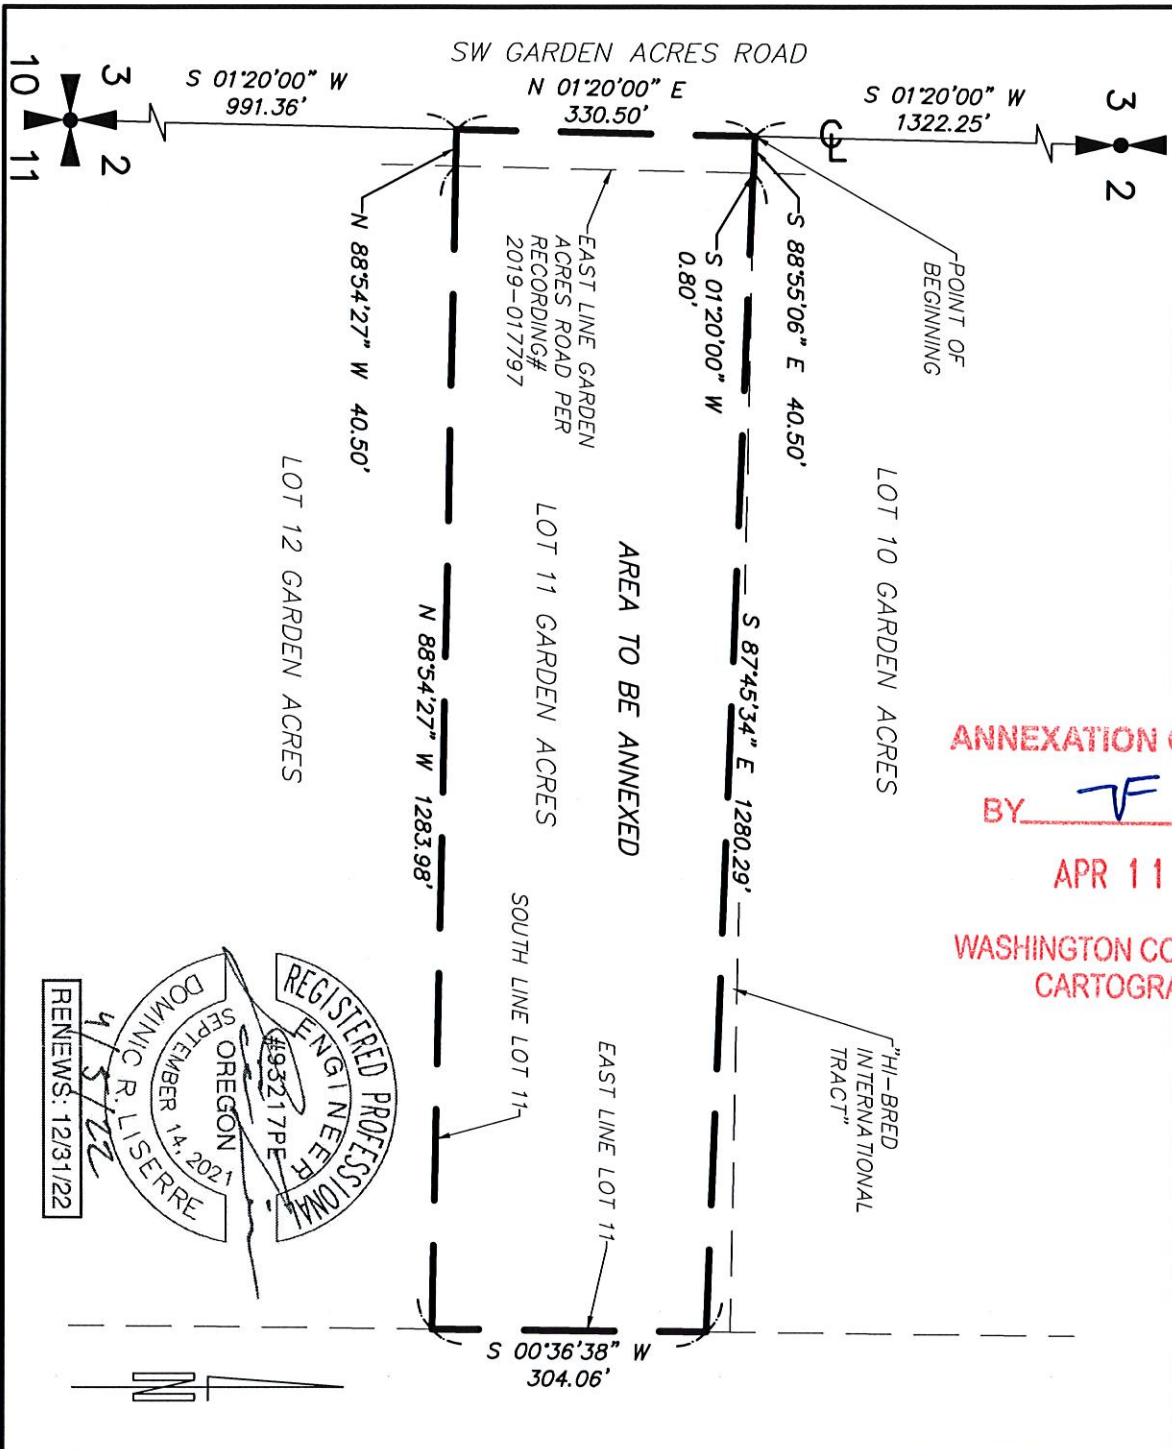 SW GARDEN ACRES ROAD
S 01°20'00" W
991.36'
N 01°20'00" E
330.50'
S 01°20'00" W
1322.25'
3
2
10
11
3
2
CL
POINT OF
BEGINNING
S 88°55'06" E 40.50'
S 01°20'00" W
0.80'
EAST LINE GARDEN
ACRES ROAD PER
RECORDING#
2019-017797
N 88°54'27" W 40.50'
LOT 10 GARDEN ACRES
S 87°45'34" E 1280.29'
AREA TO BE ANNEXED
LOT 11 GARDEN ACRES
N 88°54'27" W 1283.98'
LOT 12 GARDEN ACRES
ANNEXATION
BY VF
APR 11
WASHINGTON CO
CARTOGRA
"HI-BRED
INTERNATIONAL
TRACT"
SOUTH LINE LOT 11
EAST LINE LOT 11
S 00°36'38" W
304.06'
REGISTERED PROFESSIONAL
ENGINEER
#93217PE
OREGON
SEPTEMBER 14, 2021
DOMINIC R. LISERRE
4/5/22
RENEWS: 12/31/22
N